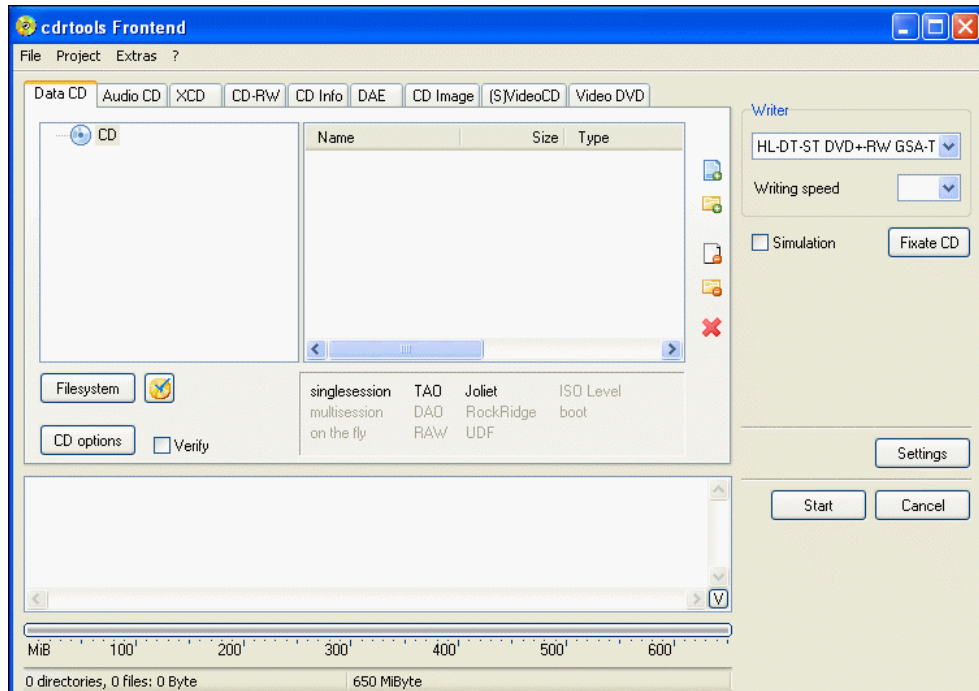 cdrtools Frontend
File Project Extras ?
Data CD Audio CD XCD CD-RW CD Info DAE CD Image (S)VideoCD Video DVD
CD
Name Size Type
Writer
HL-DT-ST DVD+-RW GSA-T
Writing speed
Simulation Fixate CD
Filesystem
CD options Verify
singlesession TAO Joliet ISO Level
multisession DAO RockRidge boot
on the fly RAW UDF
Settings
Start Cancel
V
MiB 100' 200' 300' 400' 500' 600'
0 directories, 0 files: 0 Byte 650 MiByte